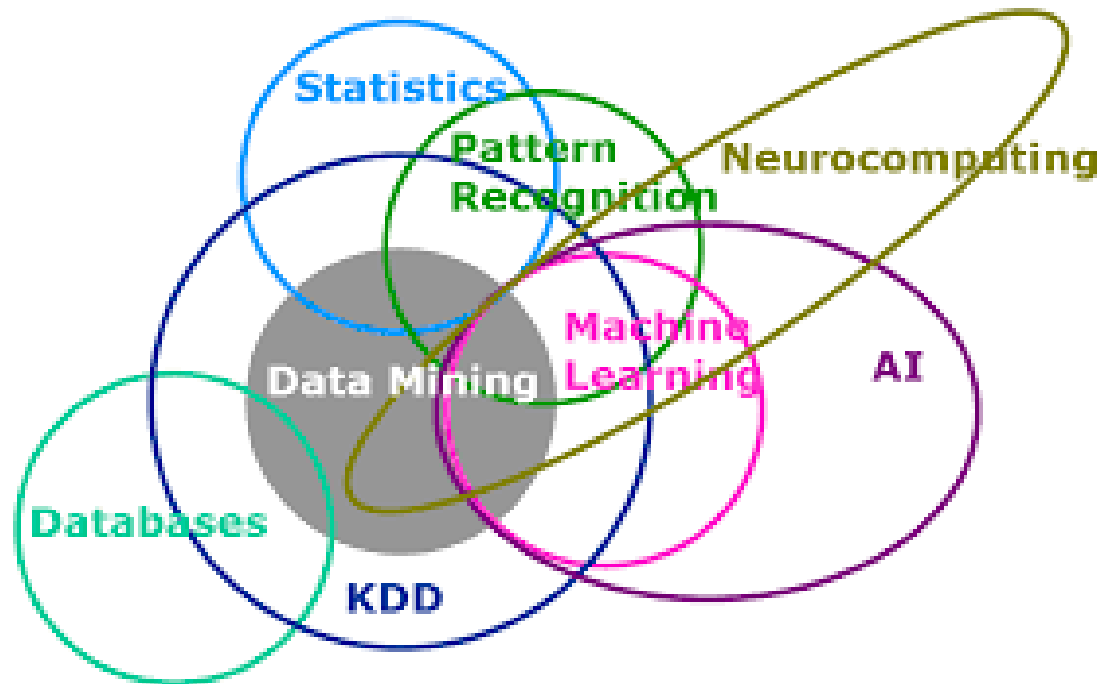 Statistics
Pattern
Recognition
Neurocomputing
Machine
Learning
AI
Data Mining
Databases
KDD